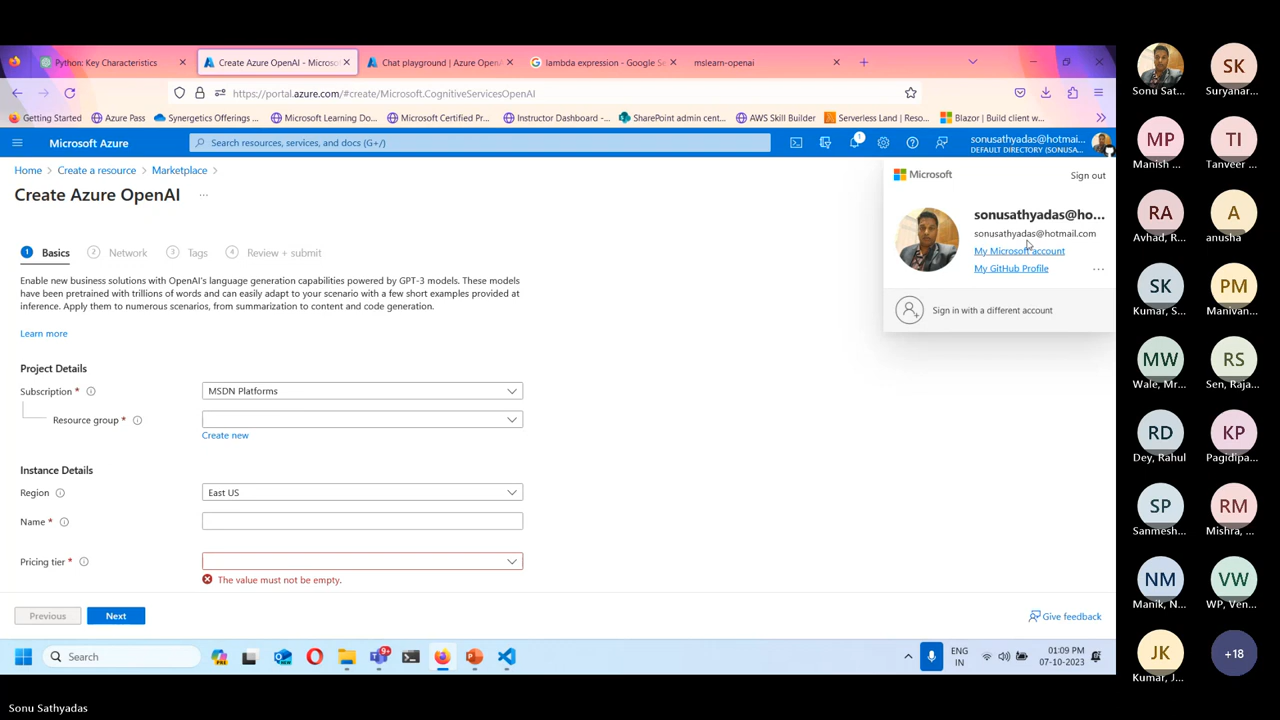 Python: Key Characteristics
Create Azure OpenAI - Microso
Chat playground | Azure OpenA
lambda expression - Google Se
mslearn-openai
https://portal.azure.com/#create/Microsoft.CognitiveServicesOpenAI
Getting Started
Azure Pass
Synergetics Offerings ...
Microsoft Learning Do...
Microsoft Certified Pr...
Instructor Dashboard -...
SharePoint admin cent...
AWS Skill Builder
Serverless Land | Reso...
Blazor | Build client w...
Microsoft Azure
Search resources, services, and docs (G+/)
1
sonusathyadas@hotmai...
DEFAULT DIRECTORY (SONUSA...
Home > Create a resource > Marketplace >
Create Azure OpenAI ...
Microsoft
Sign out
sonusathyadas@ho...
sonusathyadas@hotmail.com
My Microsoft account
My GitHub Profile
...
Sign in with a different account
1 Basics
2 Network
3 Tags
4 Review + submit
Enable new business solutions with OpenAI's language generation capabilities powered by GPT-3 models. These models
have been pretrained with trillions of words and can easily adapt to your scenario with a few short examples provided at
inference. Apply them to numerous scenarios, from summarization to content and code generation.
Learn more
Project Details
Subscription *
MSDN Platforms
Resource group *
Create new
Instance Details
Region
East US
Name *
Pricing tier *
The value must not be empty.
Previous
Next
Give feedback
Search
9+
ENG
IN
01:09 PM
07-10-2023
Sonu Sat...
SK
Suryanar...
MP
Manish ...
TI
Tanveer ...
RA
Avhad, R...
A
anusha
SK
Kumar, S...
PM
Manivan...
MW
Wale, Mr...
RS
Sen, Raja...
RD
Dey, Rahul
KP
Pagidipa...
SP
Sanmesh...
RM
Mishra, ...
NM
Manik, N...
VW
WP, Ven...
JK
Kumar, J...
+18
Sonu Sathyadas